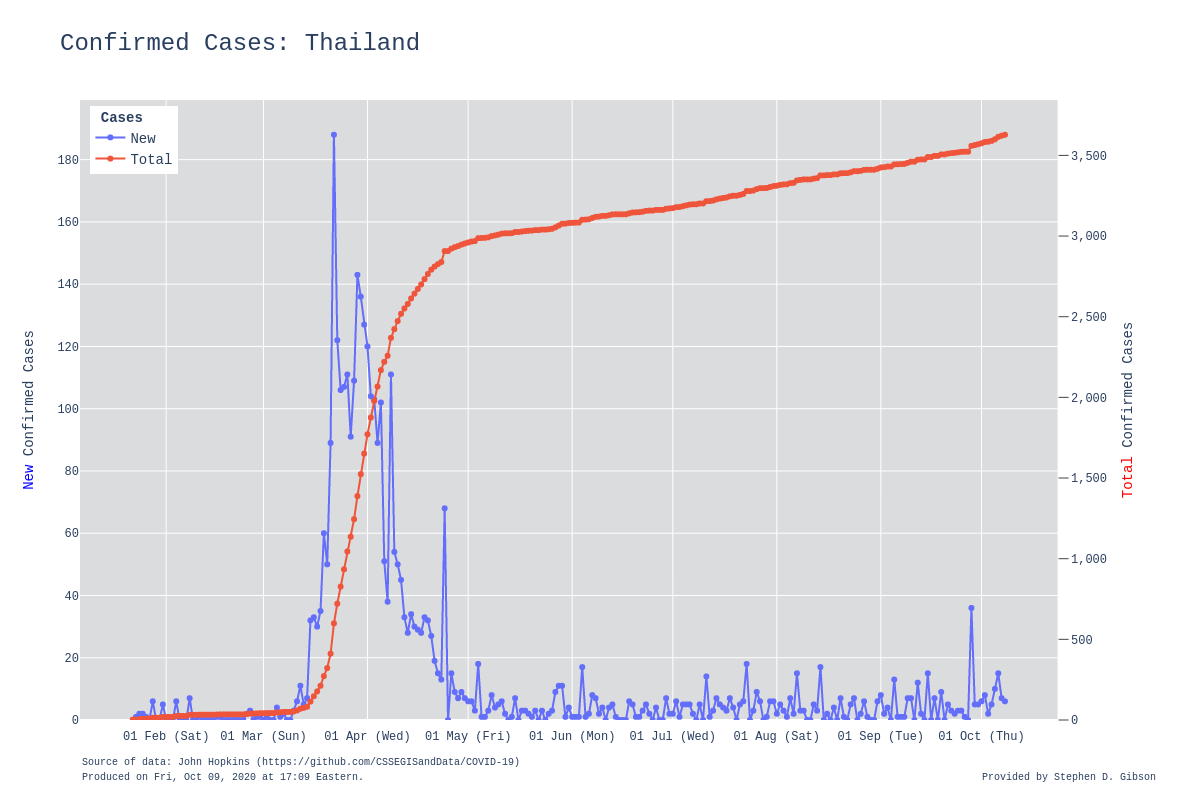 Confirmed Cases: Thailand
Cases
New
Total
180
160
140
120
100
80
60
40
20
0
3,500
3,000
2,500
2,000
1,500
1,000
500
0
New Confirmed Cases
Total Confirmed Cases
01 Feb (Sat) 01 Mar (Sun) 01 Apr (Wed) 01 May (Fri) 01 Jun (Mon) 01 Jul (Wed) 01 Aug (Sat) 01 Sep (Tue) 01 Oct (Thu)
Source of data: John Hopkins (https://github.com/CSSEGISandData/COVID-19)
Produced on Fri, Oct 09, 2020 at 17:09 Eastern.
Provided by Stephen D. Gibson